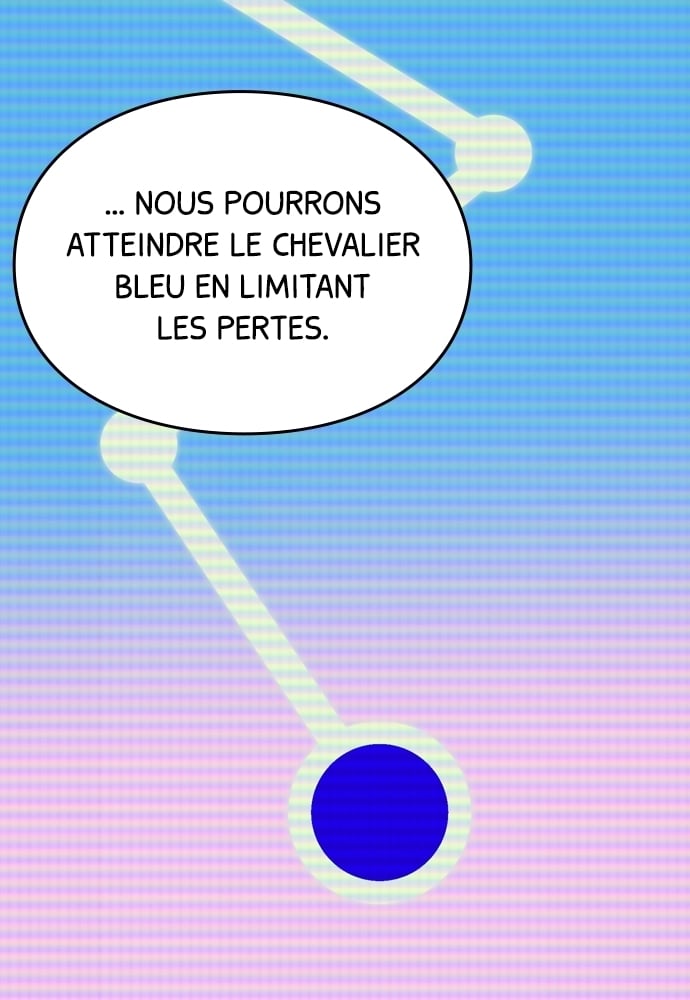 ... NOUS POURRONS
ATTEINDRE LE CHEVALIER
BLEU EN LIMITANT
LES PERTES.